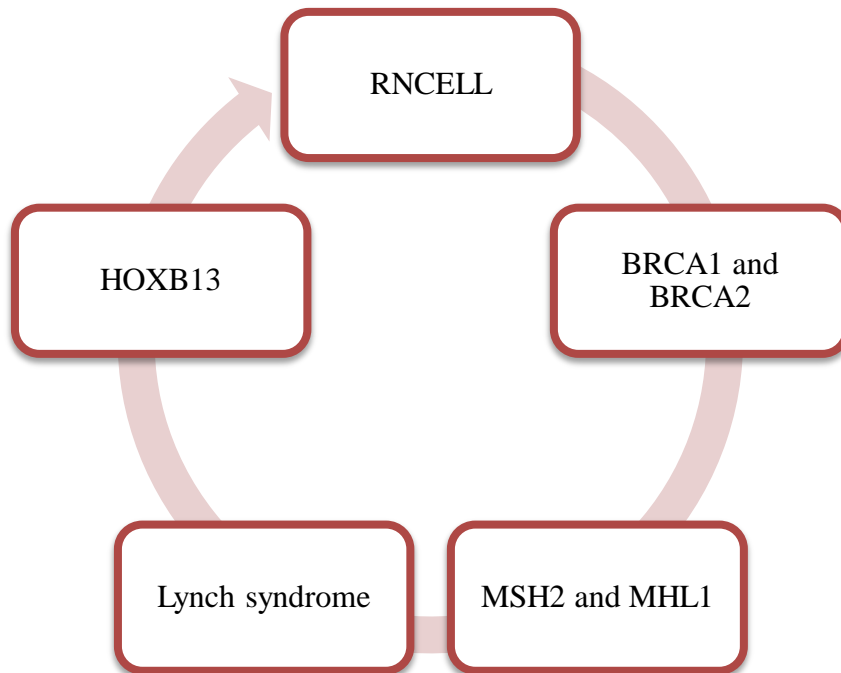 RNCELL
BRCA1 and
BRCA2
MSH2 and MHL1
Lynch syndrome
HOXB13